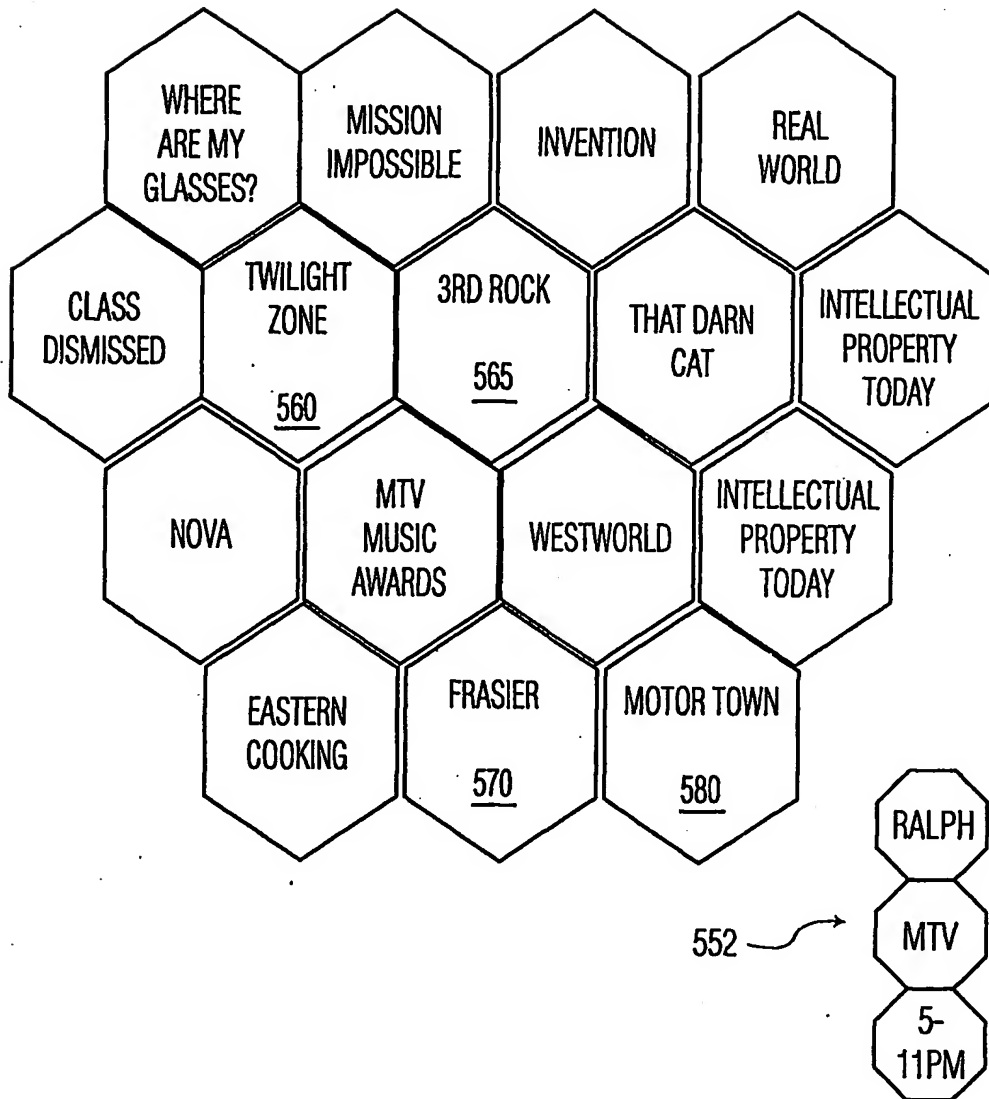 WHERE
ARE MY
GLASSES?
MISSION
IMPOSSIBLE
INVENTION
REAL
WORLD
CLASS
DISMISSED
TWILIGHT
ZONE
560
3RD ROCK
565
THAT DARN
CAT
INTELLECTUAL
PROPERTY
TODAY
NOVA
MTV
MUSIC
AWARDS
WESTWORLD
INTELLECTUAL
PROPERTY
TODAY
EASTERN
COOKING
FRASIER
570
MOTOR TOWN
580
RALPH
552
MTV
5-
11PM